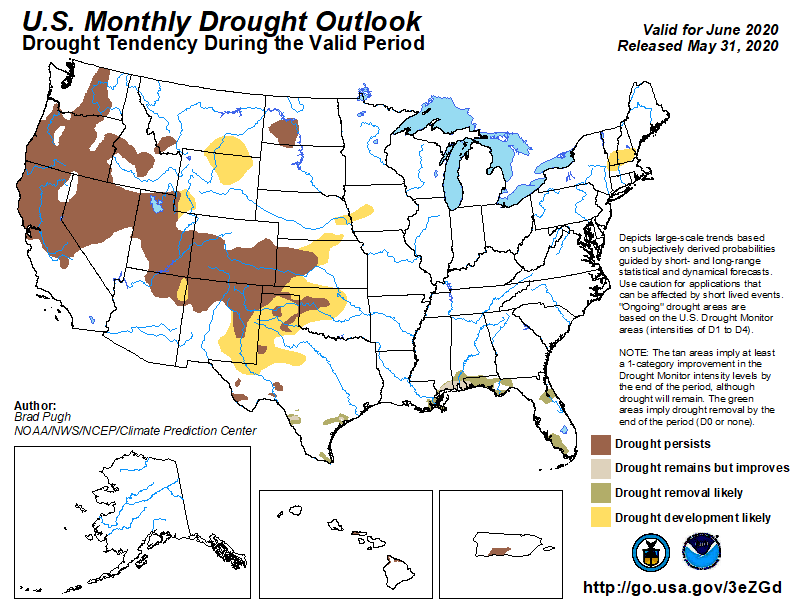 U.S. Monthly Drought Outlook
Drought Tendency During the Valid Period
Valid for June 2020
Released May 31, 2020
Depicts large-scale trends based
on subjectively derived probabilities
guided by short- and long-range
statistical and dynamical forecasts.
Use caution for applications that
can be affected by short lived events.
"Ongoing" drought areas are
based on the U.S. Drought Monitor
areas (intensities of D1 to D4).
NOTE: The tan areas imply at least
a 1-category improvement in the
Drought Monitor intensity levels by
the end of the period, although
drought will remain. The green
areas imply drought removal by the
end of the period (D0 or none).
Author:
Brad Pugh
NOAA/NWS/NCEP/Climate Prediction Center
Drought persists
Drought remains but improves
Drought removal likely
Drought development likely
http://go.usa.gov/3eZGd